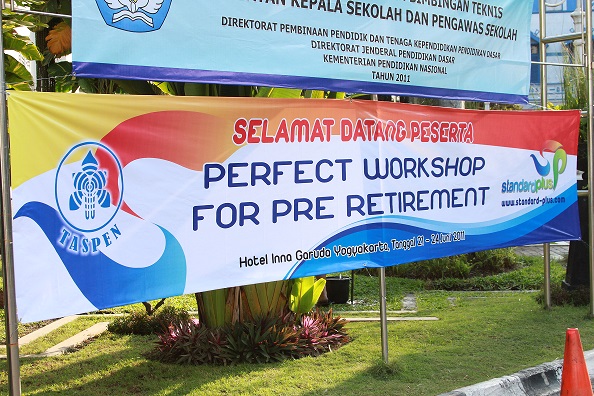 PEMBINGAN TEKNIS
KEPALA SEKOLAH DAN PENGAWAS SEKOLAH
DIREKTORAT PEMBINAAN PENDIDIK DAN TENAGA KEPENDIDIKAN PENDIDIKAN DASAR
DIREKTORAT JENDERAL PENDIDIKAN DASAR
KEMENTERIAN PENDIDIKAN NASIONAL
TAHUN 2011
SELAMAT DATANG PESERTA
PERFECT WORKSHOP
FOR PRE RETIREMENT
Hotel Inna Garuda Yogyakarta, Tanggal 21 - 24 Juni 2011
TASPEN
standardplus
www.standard-plus.com